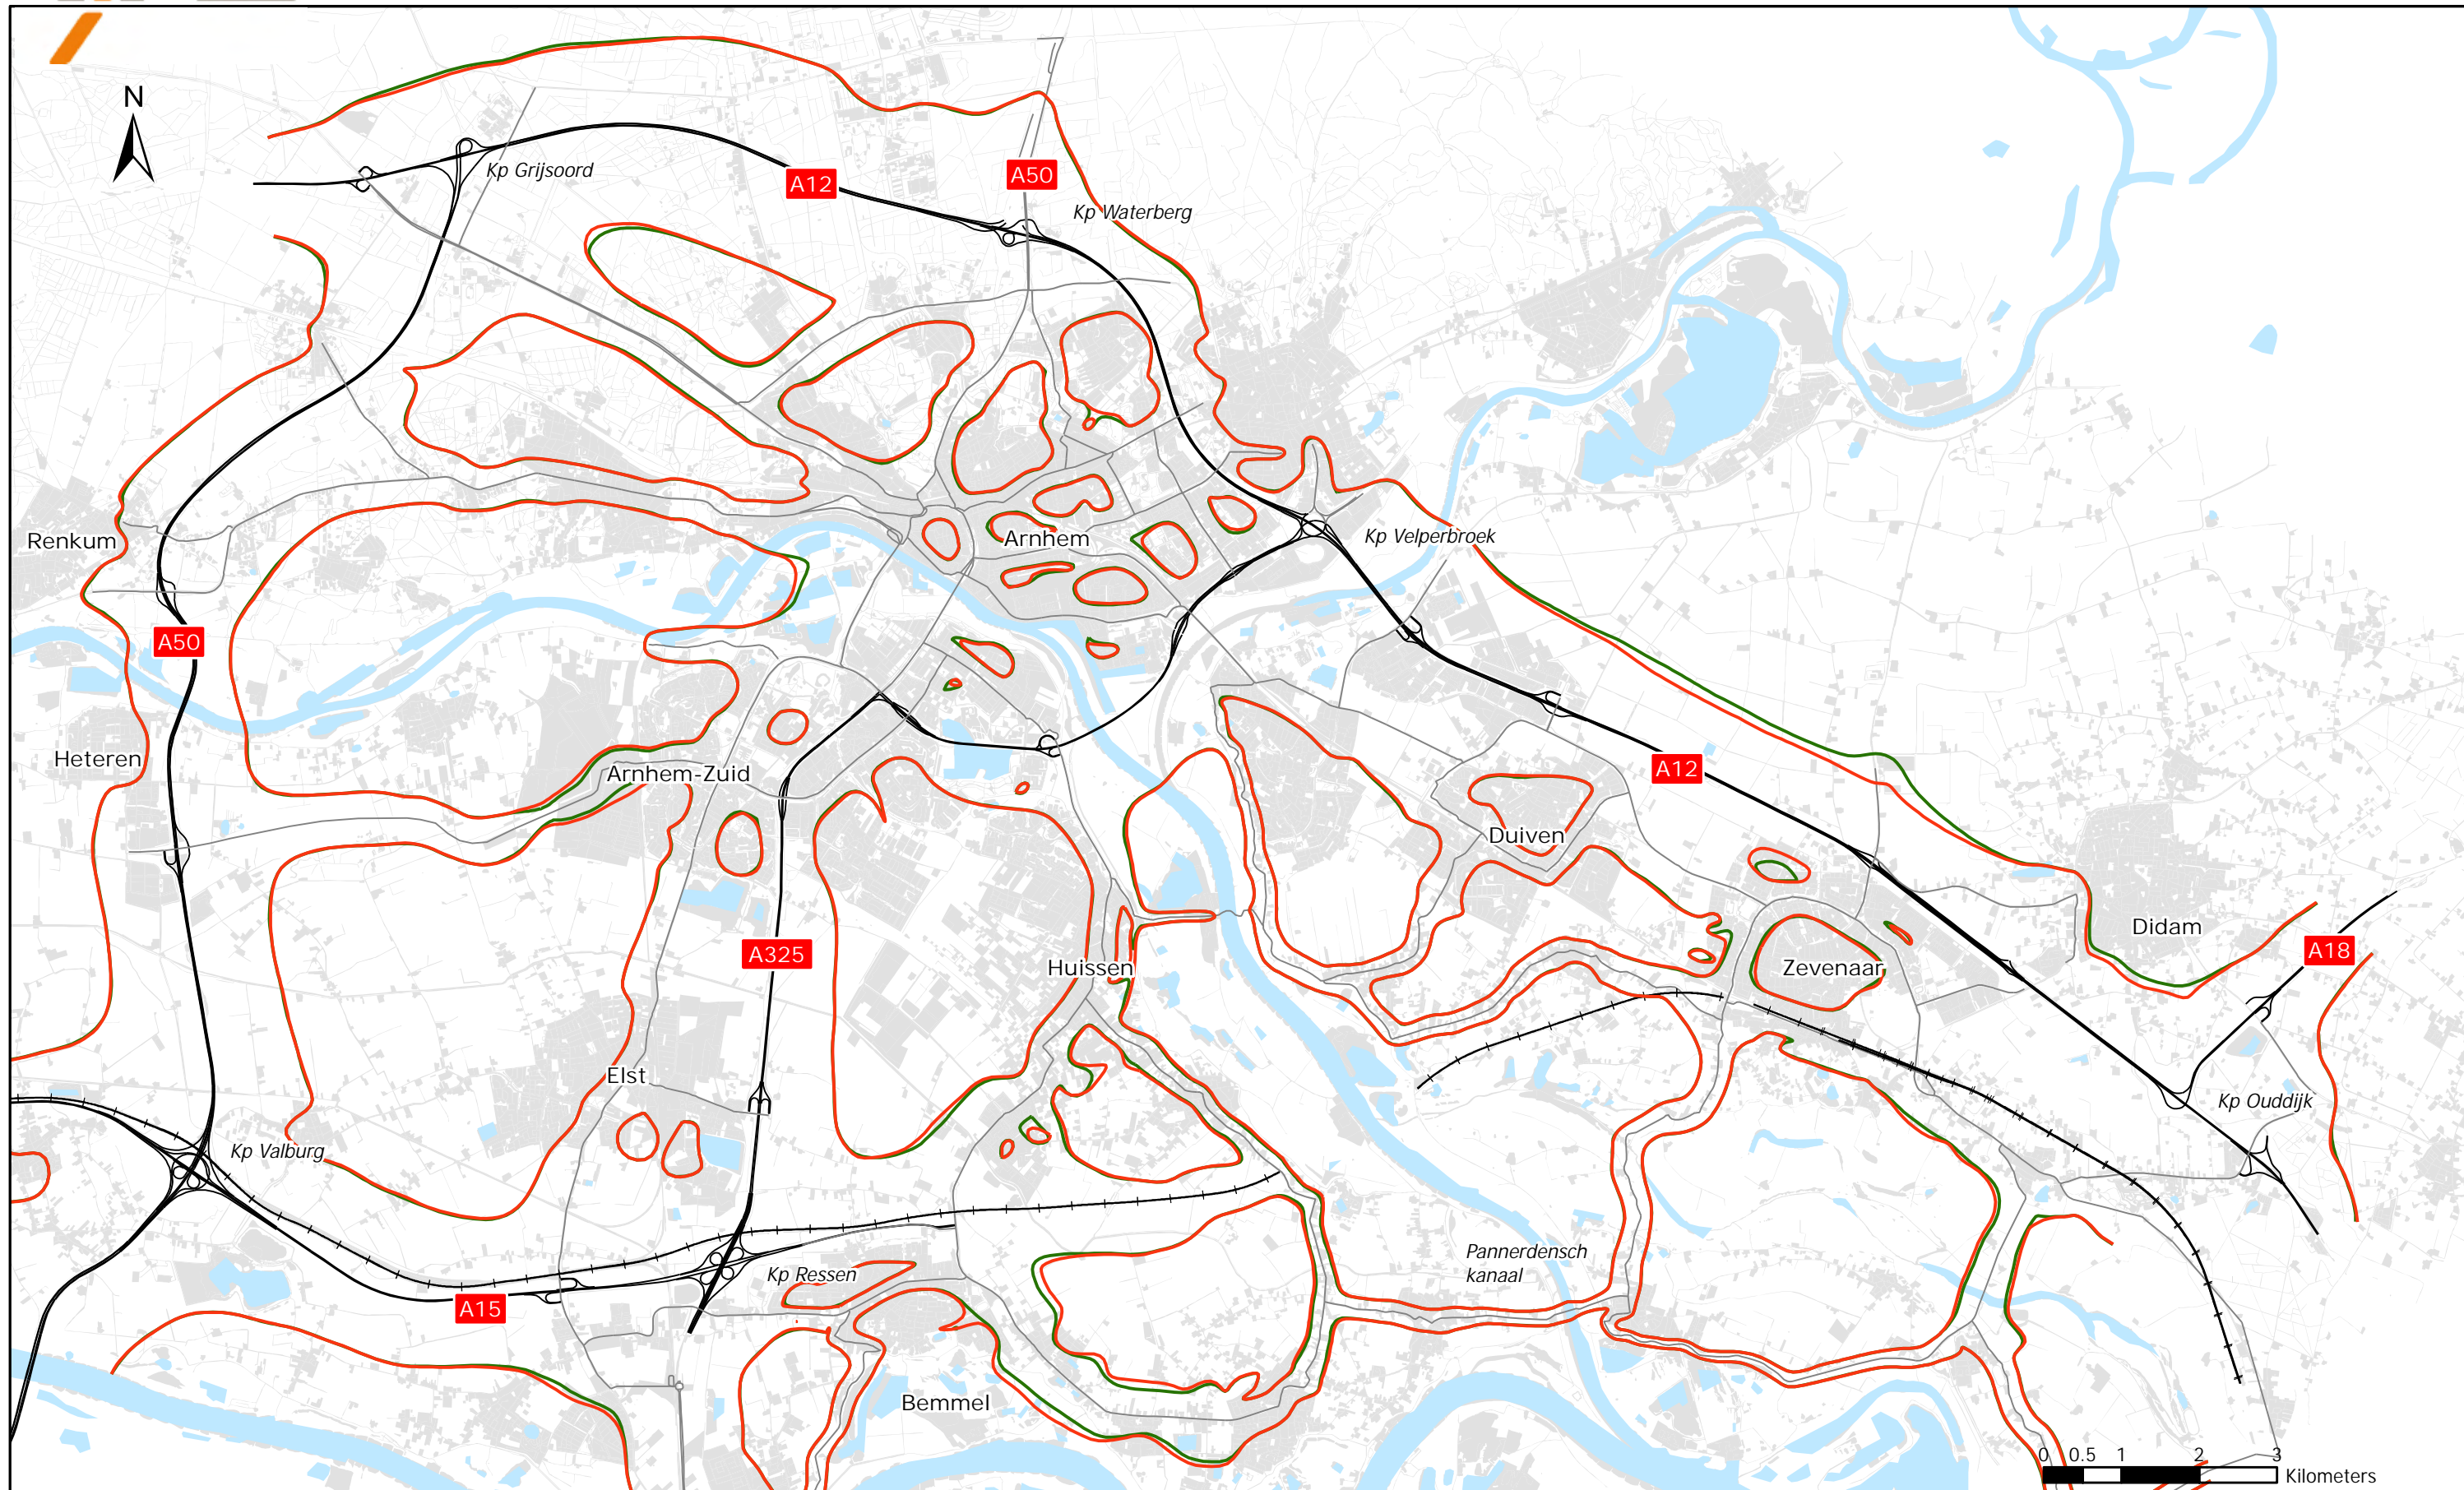 N
Kp Grijsoord
A12
A50
Kp Waterberg
Renkum
Arnhem
Kp Velperbroek
A50
Heteren
Arnhem-Zuid
A12
Duiven
Didam
A325
A18
Huissen
Zevenaar
Elst
Kp Ouddijk
Kp Valburg
Pannerdensch
kanaal
Kp Ressen
A15
Bemmel
0 0.5 1 2 3
Kilometers